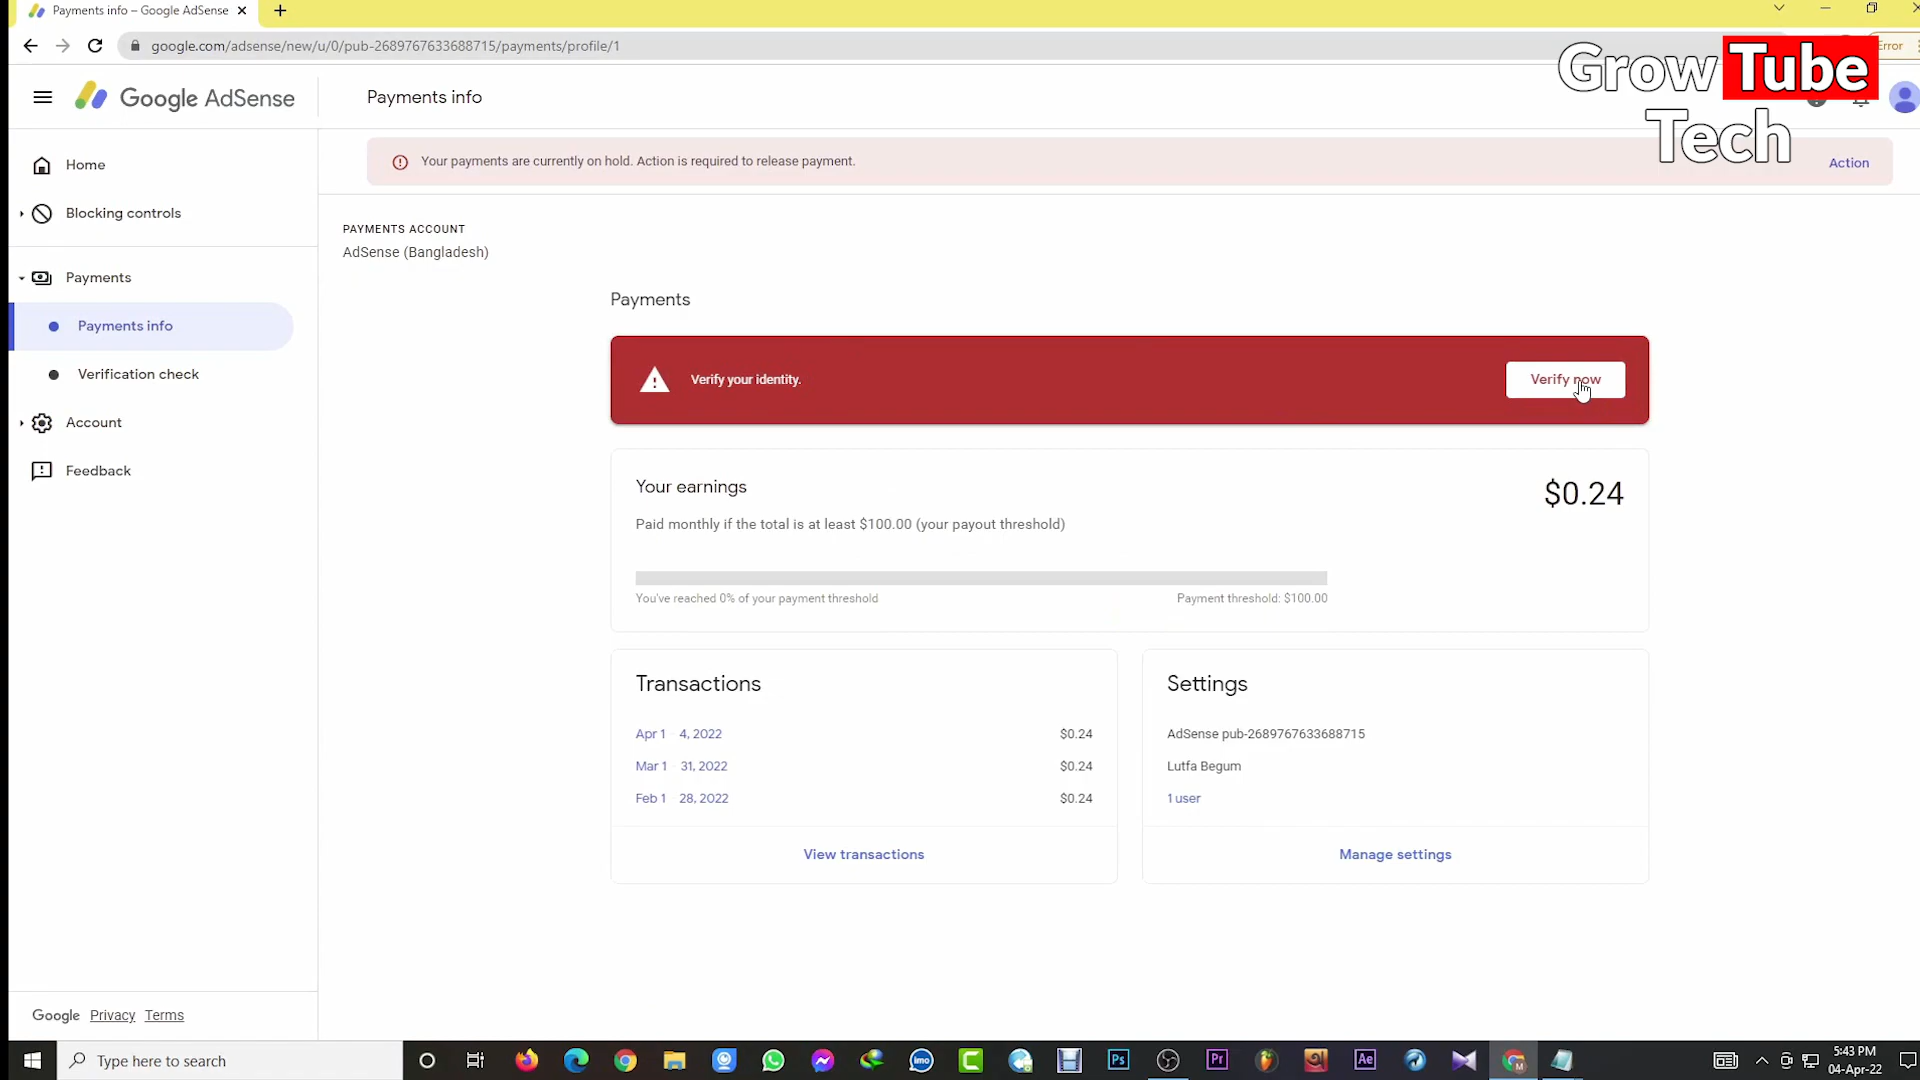 Payments info – Google AdSense
google.com/adsense/new/u/0/pub-2689767633688715/payments/profile/1
Error
Grow Tube
Tech
Google AdSense
Payments info
Home
Blocking controls
Payments
Payments info
Verification check
Account
Feedback
Your payments are currently on hold. Action is required to release payment.
Action
PAYMENTS ACCOUNT
AdSense (Bangladesh)
Payments
Verify your identity.
Verify now
Your earnings
$0.24
Paid monthly if the total is at least $100.00 (your payout threshold)
You've reached 0% of your payment threshold
Payment threshold: $100.00
Transactions
Apr 1 4, 2022 $0.24
Mar 1 31, 2022 $0.24
Feb 1 28, 2022 $0.24
View transactions
Settings
AdSense pub-2689767633688715
Lutfa Begum
1 user
Manage settings
Google Privacy Terms
Type here to search
imo
Ps
Pr
Ae
5:43 PM
04-Apr-22